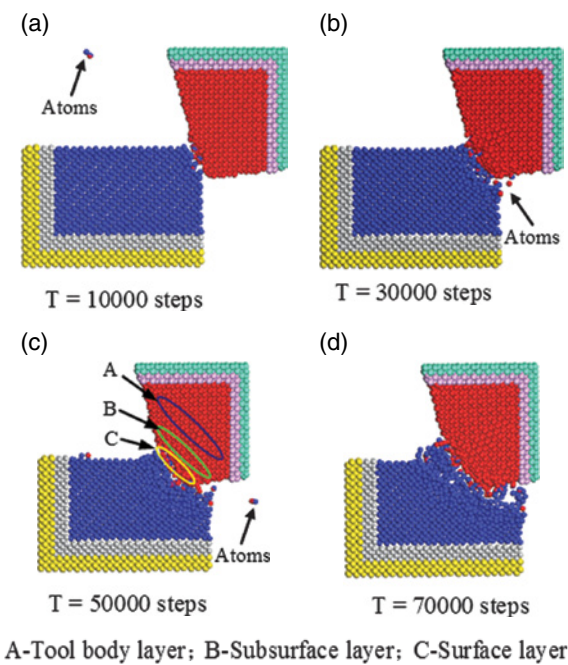 (a)
Atoms
T = 10000 steps
(b)
Atoms
T = 30000 steps
(c)
A
B
C
Atoms
T = 50000 steps
(d)
T = 70000 steps
A-Tool body layer; B-Subsurface layer; C-Surface layer